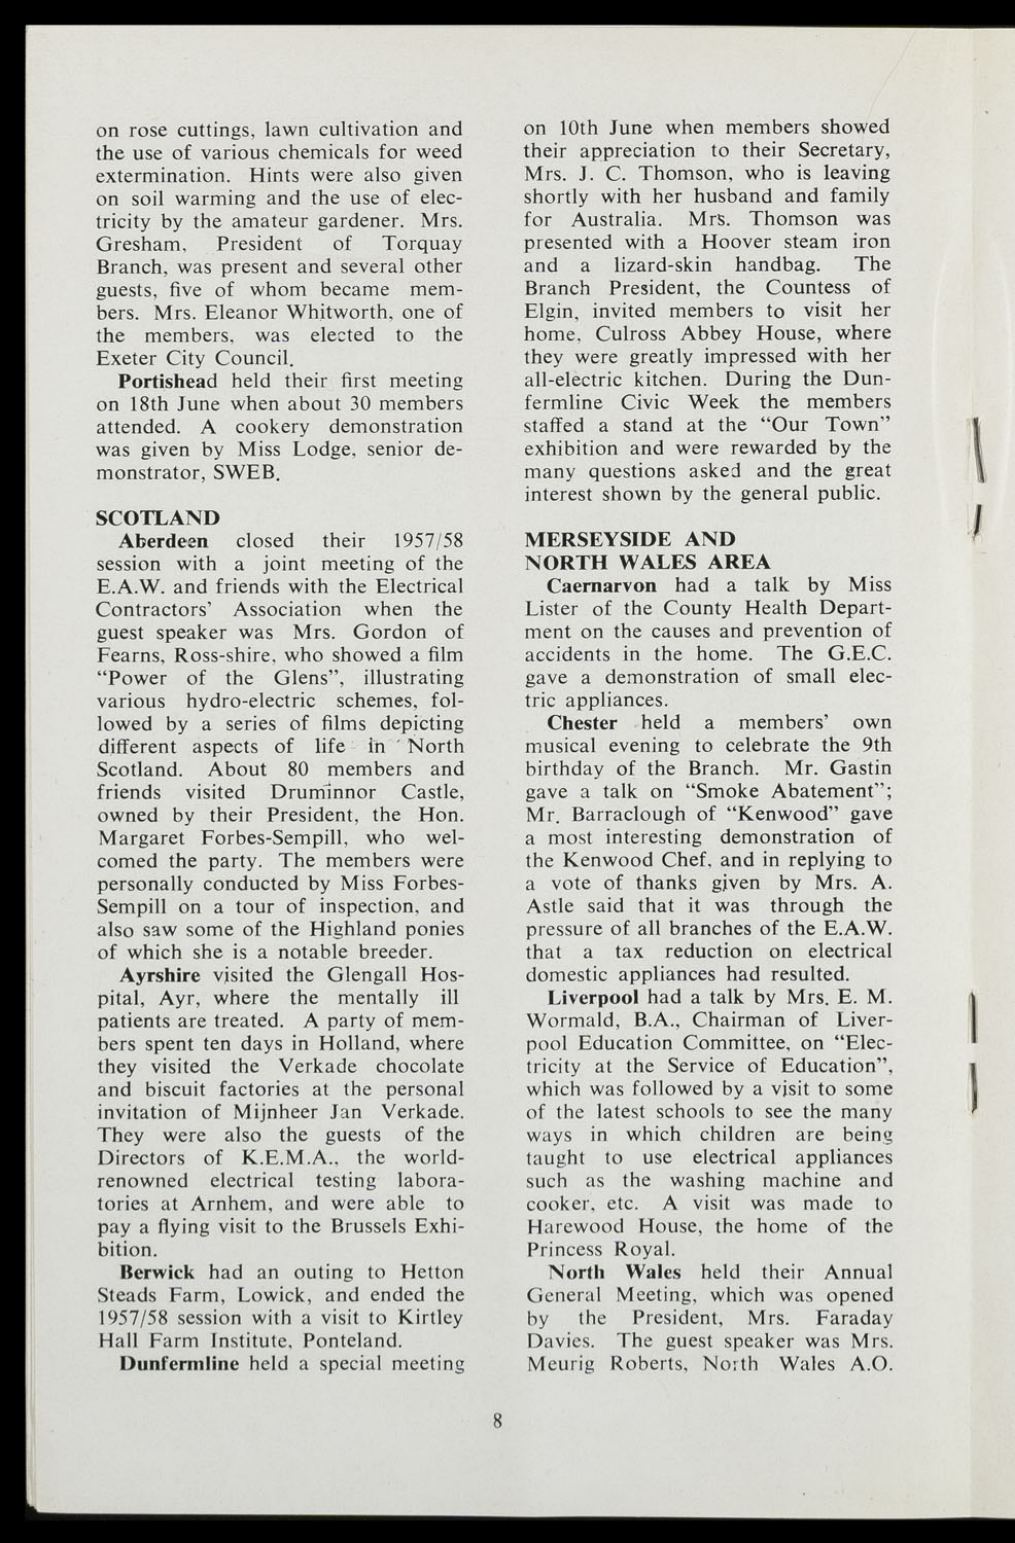 on rose cuttings, lawn cultivation and
the use of various chemicals for weed
extermination. Hints were also given
on soil warming and the use of elec-
tricity by the amateur gardener. Mrs.
Gresham, President of Torquay
Branch, was present and several other
guests, five of whom became mem-
bers. Mrs. Eleanor Whitworth, one of
the members, was elected to the
Exeter City Council.
Portishead held their first meeting
on 18th June when about 30 members
attended. A cookery demonstration
was given by Miss Lodge, senior de-
monstrator, SWEB.
SCOTLAND
Aberdeen closed their 1957/58
session with a joint meeting of the
E.A.W. and friends with the Electrical
Contractors' Association when the
guest speaker was Mrs. Gordon of
Fearns, Ross-shire, who showed a film
"Power of the Glens", illustrating
various hydro-electric schemes, fol-
lowed by a series of films depicting
different aspects of life in North
Scotland. About 80 members and
friends visited Druminnor Castle,
owned by their President, the Hon.
Margaret Forbes-Sempill, who wel-
comed the party. The members were
personally conducted by Miss Forbes-
Sempill on a tour of inspection, and
also saw some of the Highland ponies
of which she is a notable breeder.
Ayrshire visited the Glengall Hos-
pital, Ayr, where the mentally ill
patients are treated. A party of mem-
bers spent ten days in Holland, where
they visited the Verkade chocolate
and biscuit factories at the personal
invitation of Mijnheer Jan Verkade.
They were also the guests of the
Directors of K.E.M.A., the world-
renowned electrical testing labora-
tories at Arnhem, and were able to
pay a flying visit to the Brussels Exhi-
bition.
Berwick had an outing to Hetton
Steads Farm, Lowick, and ended the
1957/58 session with a visit to Kirtley
Hall Farm Institute, Ponteland.
Dunfermline held a special meeting
on 10th June when members showed
their appreciation to their Secretary,
Mrs. J. C. Thomson, who is leaving
shortly with her husband and family
for Australia. Mrs. Thomson was
presented with a Hoover steam iron
and a lizard-skin handbag. The
Branch President, the Countess of
Elgin, invited members to visit her
home, Culross Abbey House, where
they were greatly impressed with her
all-electric kitchen. During the Dun-
fermline Civic Week the members
staffed a stand at the "Our Town"
exhibition and were rewarded by the
many questions asked and the great
interest shown by the general public.
MERSEYSIDE AND
NORTH WALES AREA
Caernarvon had a talk by Miss
Lister of the County Health Depart-
ment on the causes and prevention of
accidents in the home. The G.E.C.
gave a demonstration of small elec-
tric appliances.
Chester held a members' own
musical evening to celebrate the 9th
birthday of the Branch. Mr. Gastin
gave a talk on "Smoke Abatement";
Mr. Barraclough of "Kenwood" gave
a most interesting demonstration of
the Kenwood Chef, and in replying to
a vote of thanks given by Mrs. A.
Astle said that it was through the
pressure of all branches of the E.A.W.
that a tax reduction on electrical
domestic appliances had resulted.
Liverpool had a talk by Mrs. E. M.
Wormald, B.A., Chairman of Liver-
pool Education Committee, on "Elec-
tricity at the Service of Education",
which was followed by a visit to some
of the latest schools to see the many
ways in which children are being
taught to use electrical appliances
such as the washing machine and
cooker, etc. A visit was made to
Harewood House, the home of the
Princess Royal.
North Wales held their Annual
General Meeting, which was opened
by the President, Mrs. Faraday
Davies. The guest speaker was Mrs.
Meurig Roberts, North Wales A.O.
8